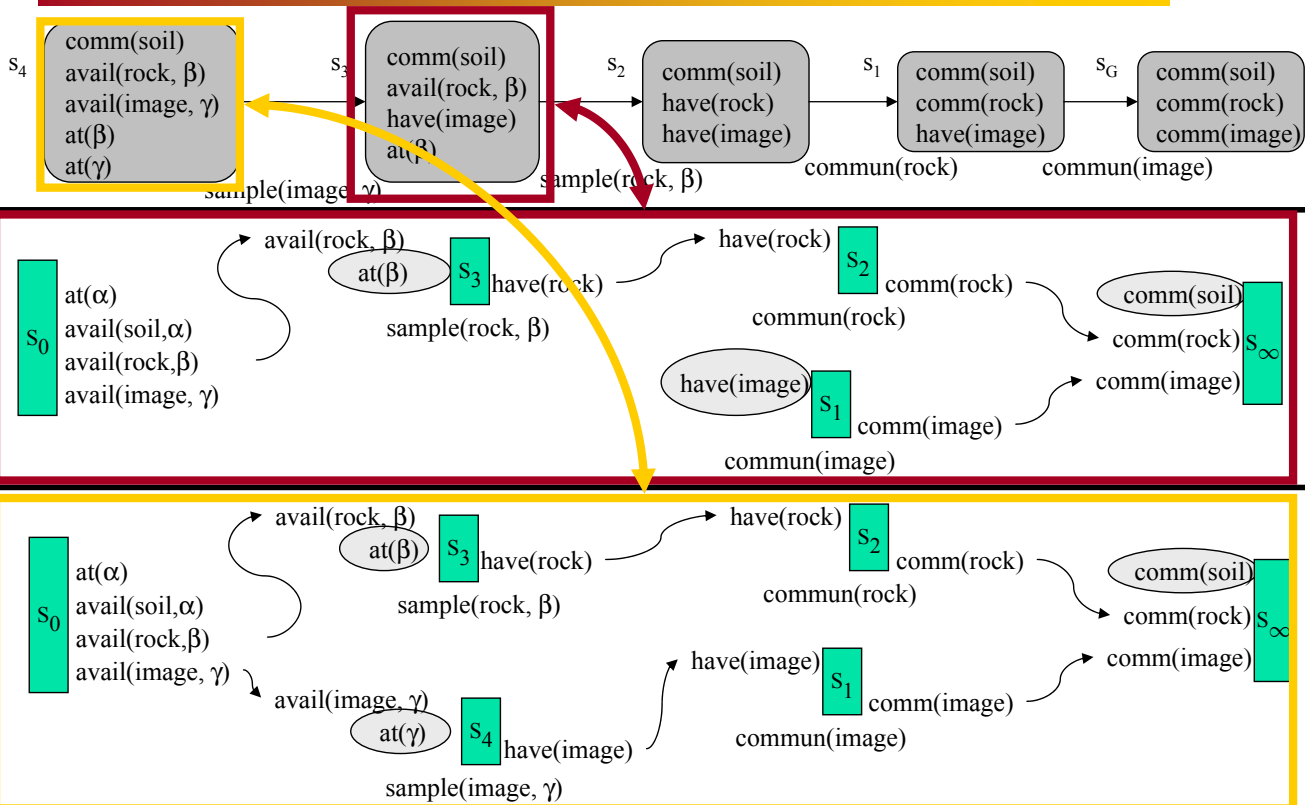 s4
comm(soil)
avail(rock, β)
avail(image, γ)
at(β)
at(γ)
sample(image, γ)
s3
comm(soil)
avail(rock, β)
have(image)
at(β)
sample(rock, β)
s2
comm(soil)
have(rock)
have(image)
commun(rock)
s1
comm(soil)
comm(rock)
have(image)
commun(image)
sG
comm(soil)
comm(rock)
comm(image)
S0
at(α)
avail(soil,α)
avail(rock,β)
avail(image, γ)
avail(rock, β)
at(β)
S3
have(rock)
sample(rock, β)
have(rock)
S2
comm(rock)
commun(rock)
have(image)
S1
comm(image)
commun(image)
comm(soil)
comm(rock)
comm(image)
S∞
S0
at(α)
avail(soil,α)
avail(rock,β)
avail(image, γ)
avail(rock, β)
at(β)
S3
have(rock)
sample(rock, β)
avail(image, γ)
at(γ)
S4
have(image)
sample(image, γ)
have(rock)
S2
comm(rock)
commun(rock)
have(image)
S1
comm(image)
commun(image)
comm(soil)
comm(rock)
comm(image)
S∞